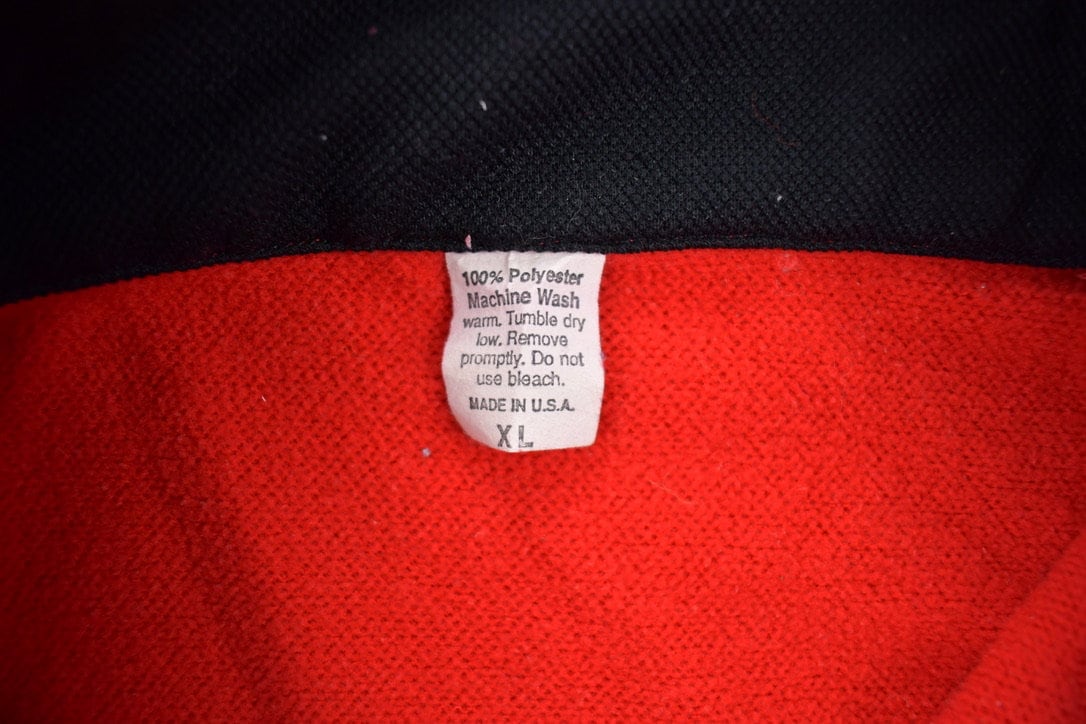 100% Polyester
Machine Wash
warm. Tumble dry
low. Remove
promptly. Do not
use bleach.
MADE IN U.S.A.
XL